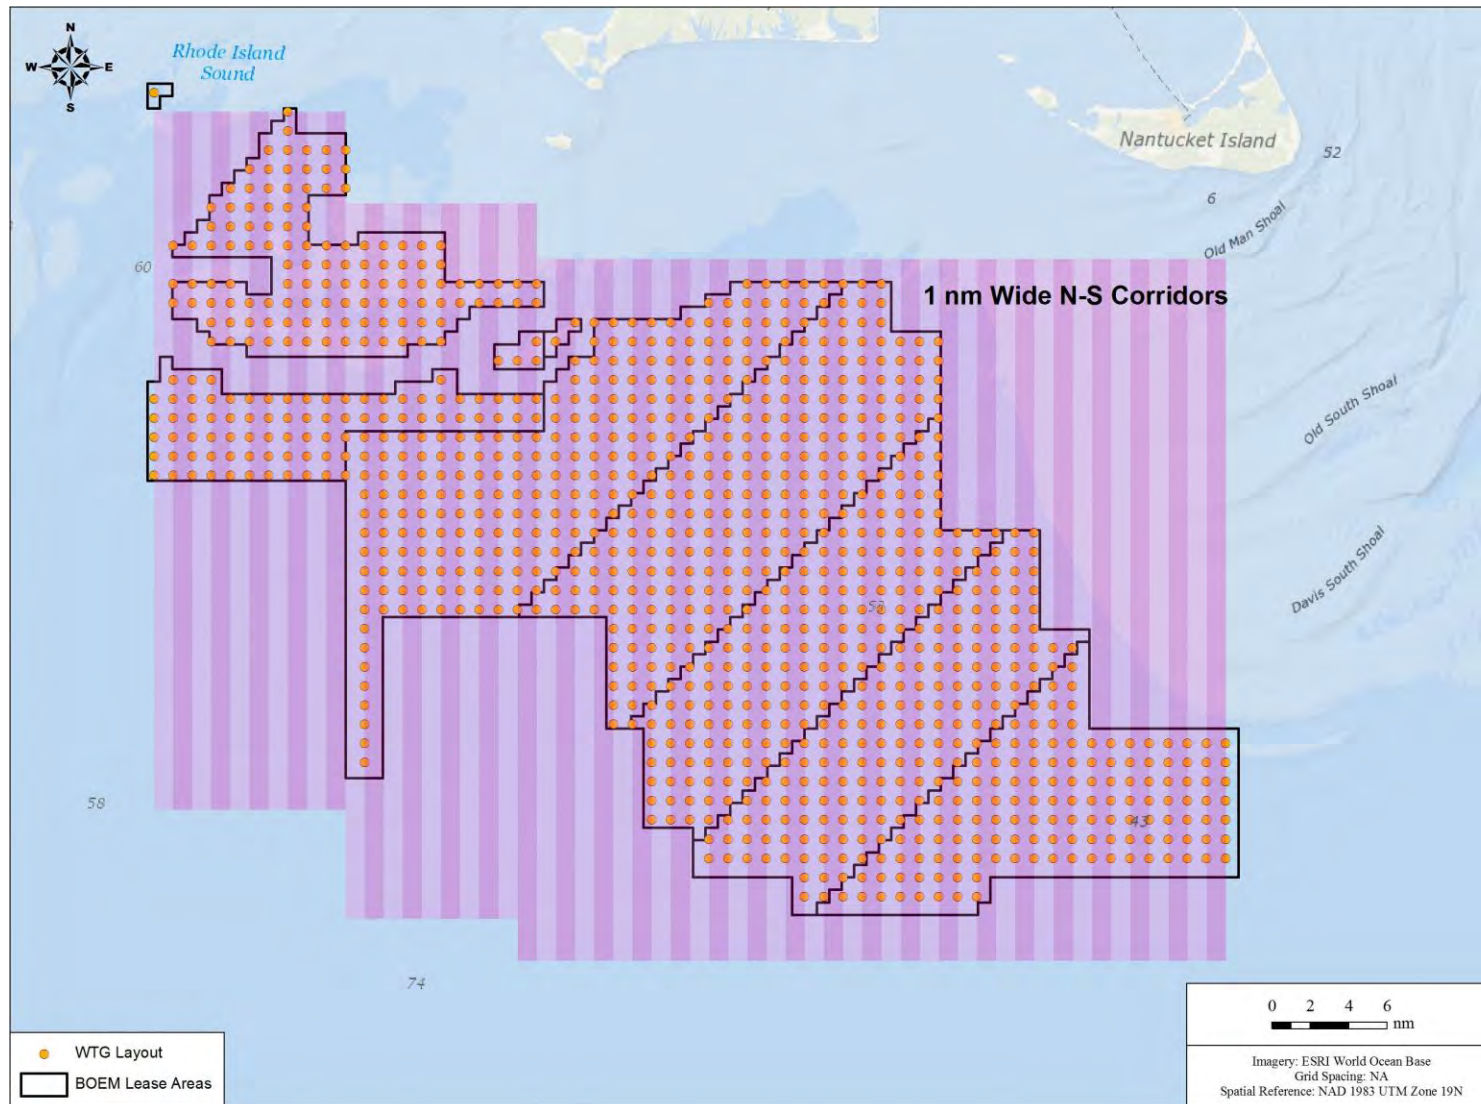 N
W E
S
Rhode Island
Sound
Nantucket Island
52
6
Old Man Shoal
60
1 nm Wide N-S Corridors
Old South Shoal
Davis South Shoal
58
43
74
0 2 4 6
nm
WTG Layout
BOEM Lease Areas
Imagery: ESRI World Ocean Base
Grid Spacing: NA
Spatial Reference: NAD 1983 UTM Zone 19N